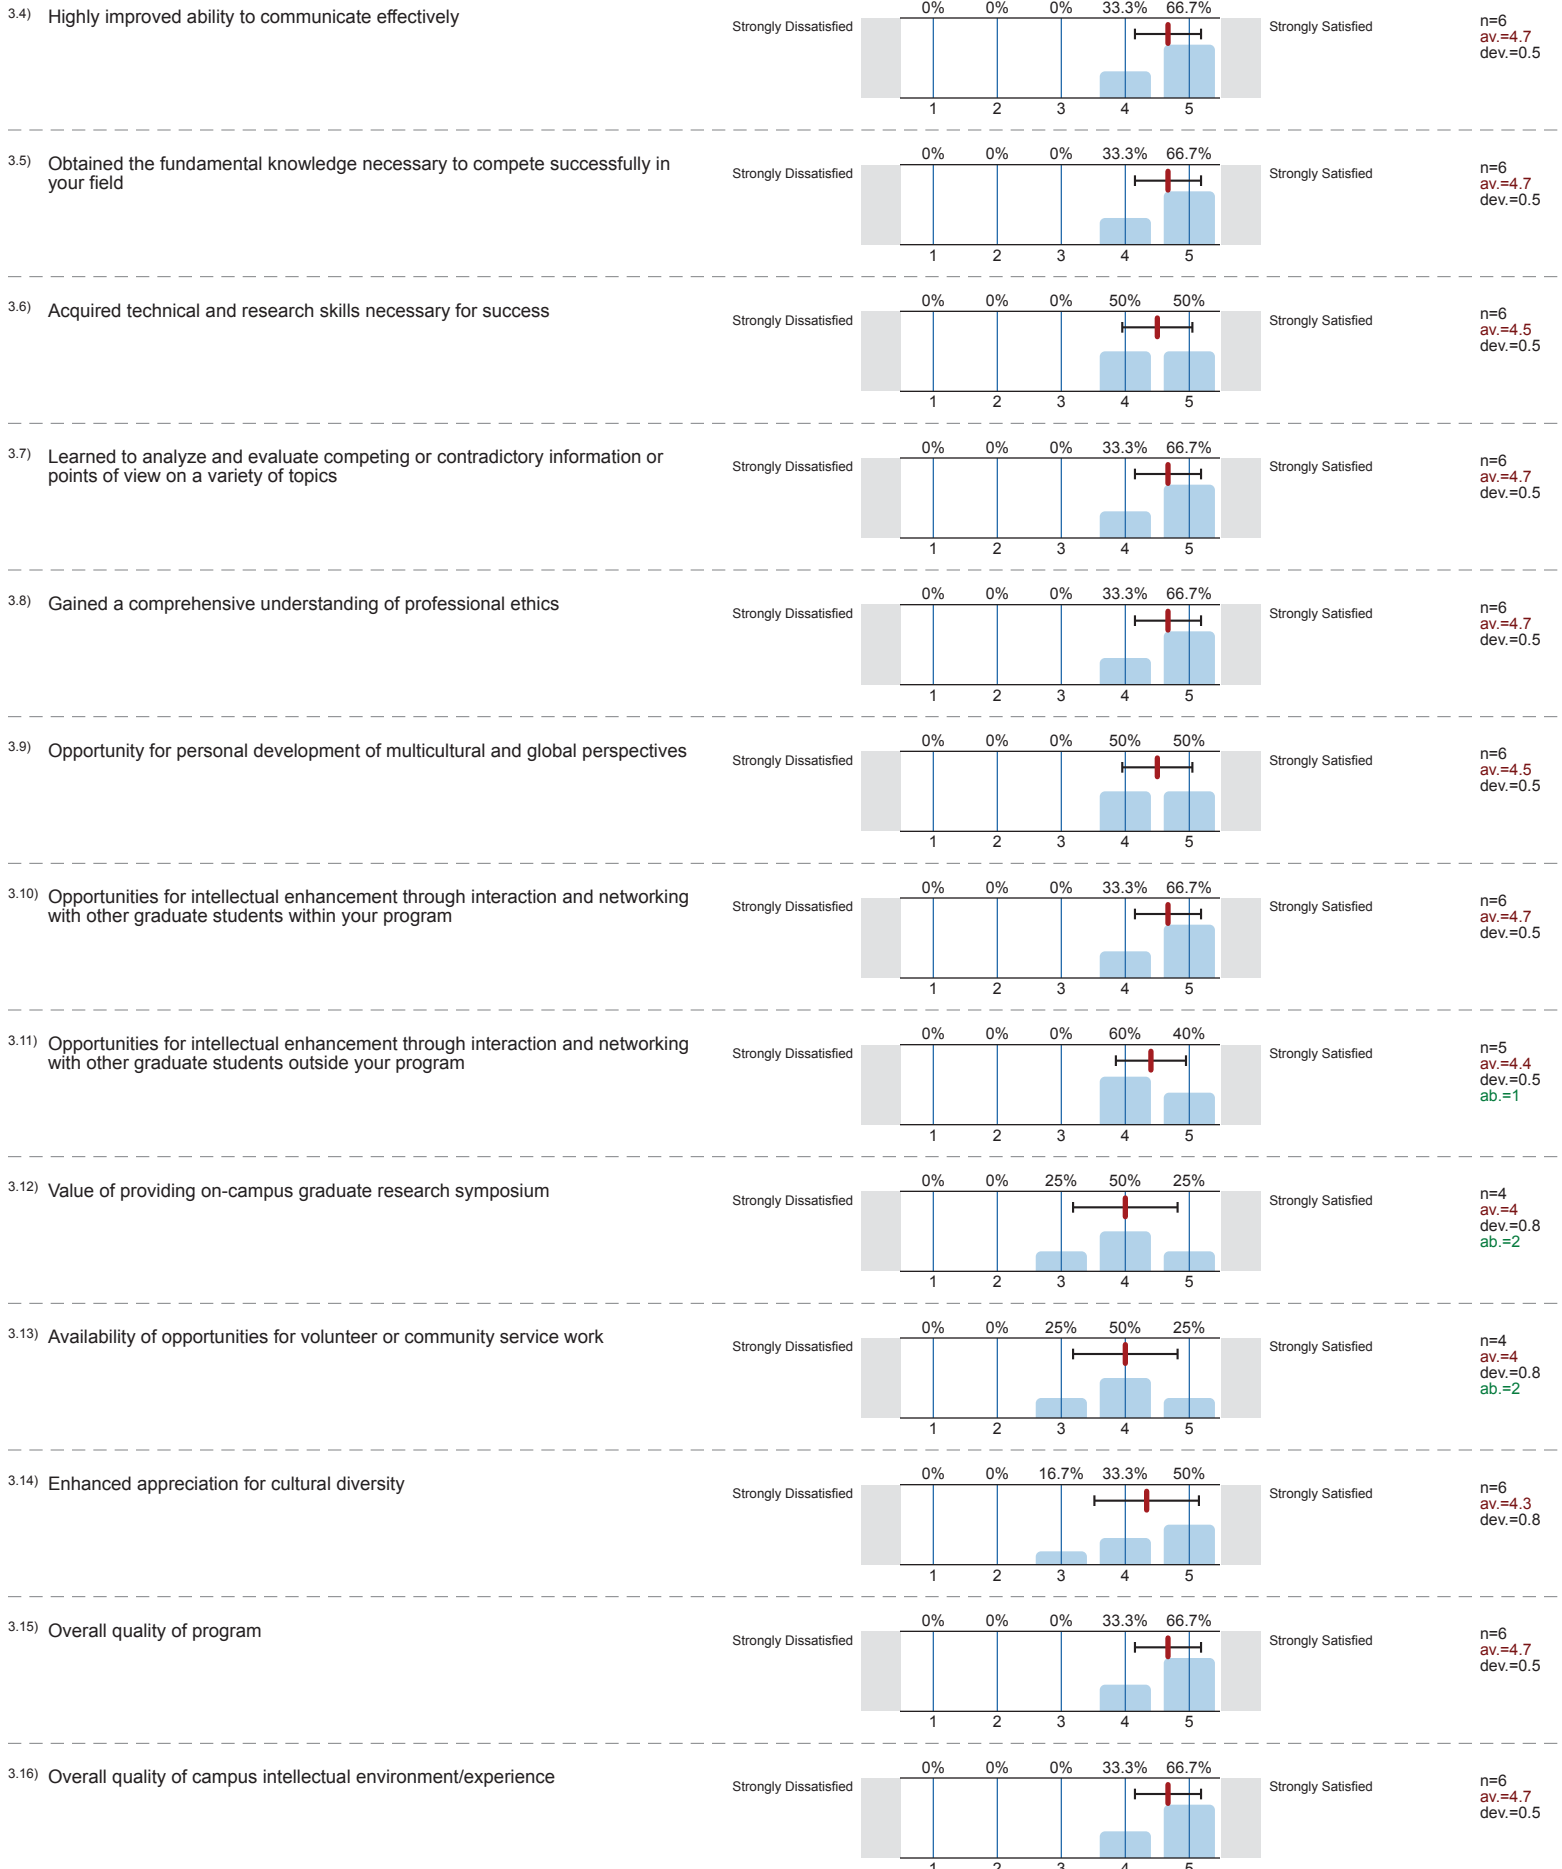 3.4) Highly improved ability to communicate effectively
0% 0% 0% 33.3% 66.7%
Strongly Dissatisfied Strongly Satisfied
n=6
av.=4.7
dev.=0.5
1 2 3 4 5
3.5) Obtained the fundamental knowledge necessary to compete successfully in
your field
0% 0% 0% 33.3% 66.7%
Strongly Dissatisfied Strongly Satisfied
n=6
av.=4.7
dev.=0.5
1 2 3 4 5
3.6) Acquired technical and research skills necessary for success
0% 0% 0% 50% 50%
Strongly Dissatisfied Strongly Satisfied
n=6
av.=4.5
dev.=0.5
1 2 3 4 5
3.7) Learned to analyze and evaluate competing or contradictory information or
points of view on a variety of topics
0% 0% 0% 33.3% 66.7%
Strongly Dissatisfied Strongly Satisfied
n=6
av.=4.7
dev.=0.5
1 2 3 4 5
3.8) Gained a comprehensive understanding of professional ethics
0% 0% 0% 33.3% 66.7%
Strongly Dissatisfied Strongly Satisfied
n=6
av.=4.7
dev.=0.5
1 2 3 4 5
3.9) Opportunity for personal development of multicultural and global perspectives
0% 0% 0% 50% 50%
Strongly Dissatisfied Strongly Satisfied
n=6
av.=4.5
dev.=0.5
1 2 3 4 5
3.10) Opportunities for intellectual enhancement through interaction and networking
with other graduate students within your program
0% 0% 0% 33.3% 66.7%
Strongly Dissatisfied Strongly Satisfied
n=6
av.=4.7
dev.=0.5
1 2 3 4 5
3.11) Opportunities for intellectual enhancement through interaction and networking
with other graduate students outside your program
0% 0% 0% 60% 40%
Strongly Dissatisfied Strongly Satisfied
n=5
av.=4.4
dev.=0.5
ab.=1
1 2 3 4 5
3.12) Value of providing on-campus graduate research symposium
0% 0% 25% 50% 25%
Strongly Dissatisfied Strongly Satisfied
n=4
av.=4
dev.=0.8
ab.=2
1 2 3 4 5
3.13) Availability of opportunities for volunteer or community service work
0% 0% 25% 50% 25%
Strongly Dissatisfied Strongly Satisfied
n=4
av.=4
dev.=0.8
ab.=2
1 2 3 4 5
3.14) Enhanced appreciation for cultural diversity
0% 0% 16.7% 33.3% 50%
Strongly Dissatisfied Strongly Satisfied
n=6
av.=4.3
dev.=0.8
1 2 3 4 5
3.15) Overall quality of program
0% 0% 0% 33.3% 66.7%
Strongly Dissatisfied Strongly Satisfied
n=6
av.=4.7
dev.=0.5
1 2 3 4 5
3.16) Overall quality of campus intellectual environment/experience
0% 0% 0% 33.3% 66.7%
Strongly Dissatisfied Strongly Satisfied
n=6
av.=4.7
dev.=0.5
1 2 3 4 5